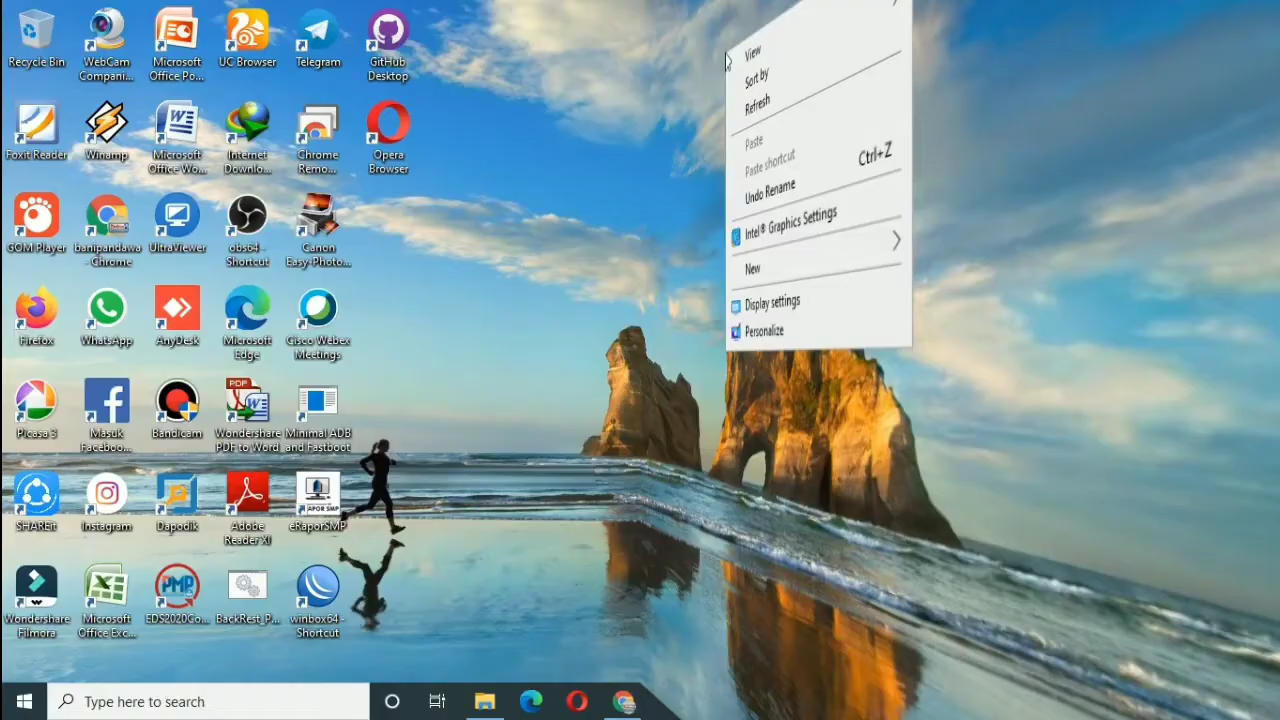 Recycle Bin
WebCam
Compani...
Microsoft
Office Po...
UC Browser
Telegram
GitHub
Desktop
Foxit Reader
Winamp
Microsoft
Office Wo...
Internet
Downlo...
Chrome
Remo...
Opera
Browser
GOM Player
banipandawa
- Chrome
UltraViewer
obs64 -
Shortcut
Canon
Easy-Photo...
Firefox
WhatsApp
AnyDesk
Microsoft
Edge
Cisco Webex
Meetings
Picasa 3
Masuk
Faceboo...
Bandicam
PDF
Wondershare
PDF to Word
Minimal ADB
and Fastboot
SHAREit
Instagram
Dapodik
Adobe
Reader XI
APOR SMP
eRaporSMP
Wondershare
Filmora
Microsoft
Office Exc...
PMP
EDS2020Go...
BackRest_P...
winbox64 -
Shortcut
View
Sort by
Refresh
Paste
Paste shortcut
Undo Rename Ctrl+Z
Intel® Graphics Settings
New
Display settings
Personalize
Type here to search